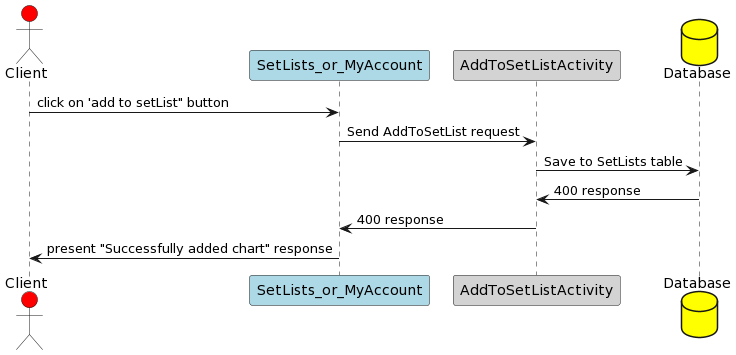 Client
SetLists_or_MyAccount
AddToSetListActivity
Database
click on 'add to setList" button
Send AddToSetList request
Save to SetLists table
400 response
400 response
present "Successfully added chart" response
Client
SetLists_or_MyAccount
AddToSetListActivity
Database